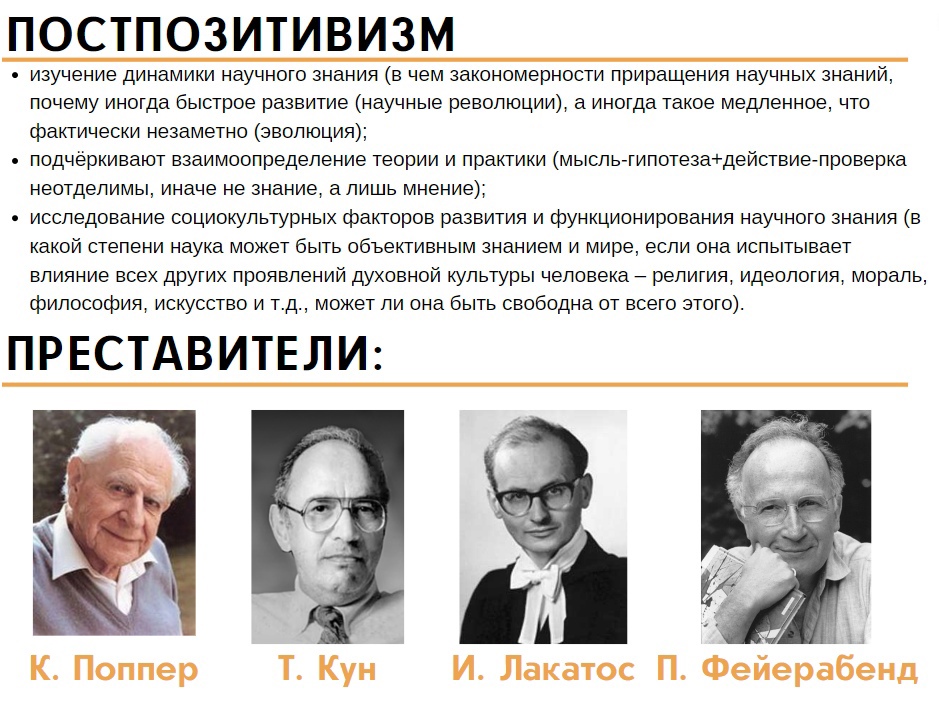 ПОСТПОЗИТИВИЗМ
• изучение динамики научного знания (в чем закономерности приращения научных знаний,
почему иногда быстрое развитие (научные революции), а иногда такое медленное, что
фактически незаметно (эволюция);
• подчёркивают взаимоопределение теории и практики (мысль-гипотеза+действие-проверка
неотделимы, иначе не знание, а лишь мнение);
• исследование социокультурных факторов развития и функционирования научного знания (в
какой степени наука может быть объективным знанием и мире, если она испытывает
влияние всех других проявлений духовной культуры человека – религия, идеология, мораль,
философия, искусство и т.д., может ли она быть свободна от всего этого).
ПРЕСТАВИТЕЛИ:
К. Поппер Т. Кун И. Лакатос П. Фейерабенд